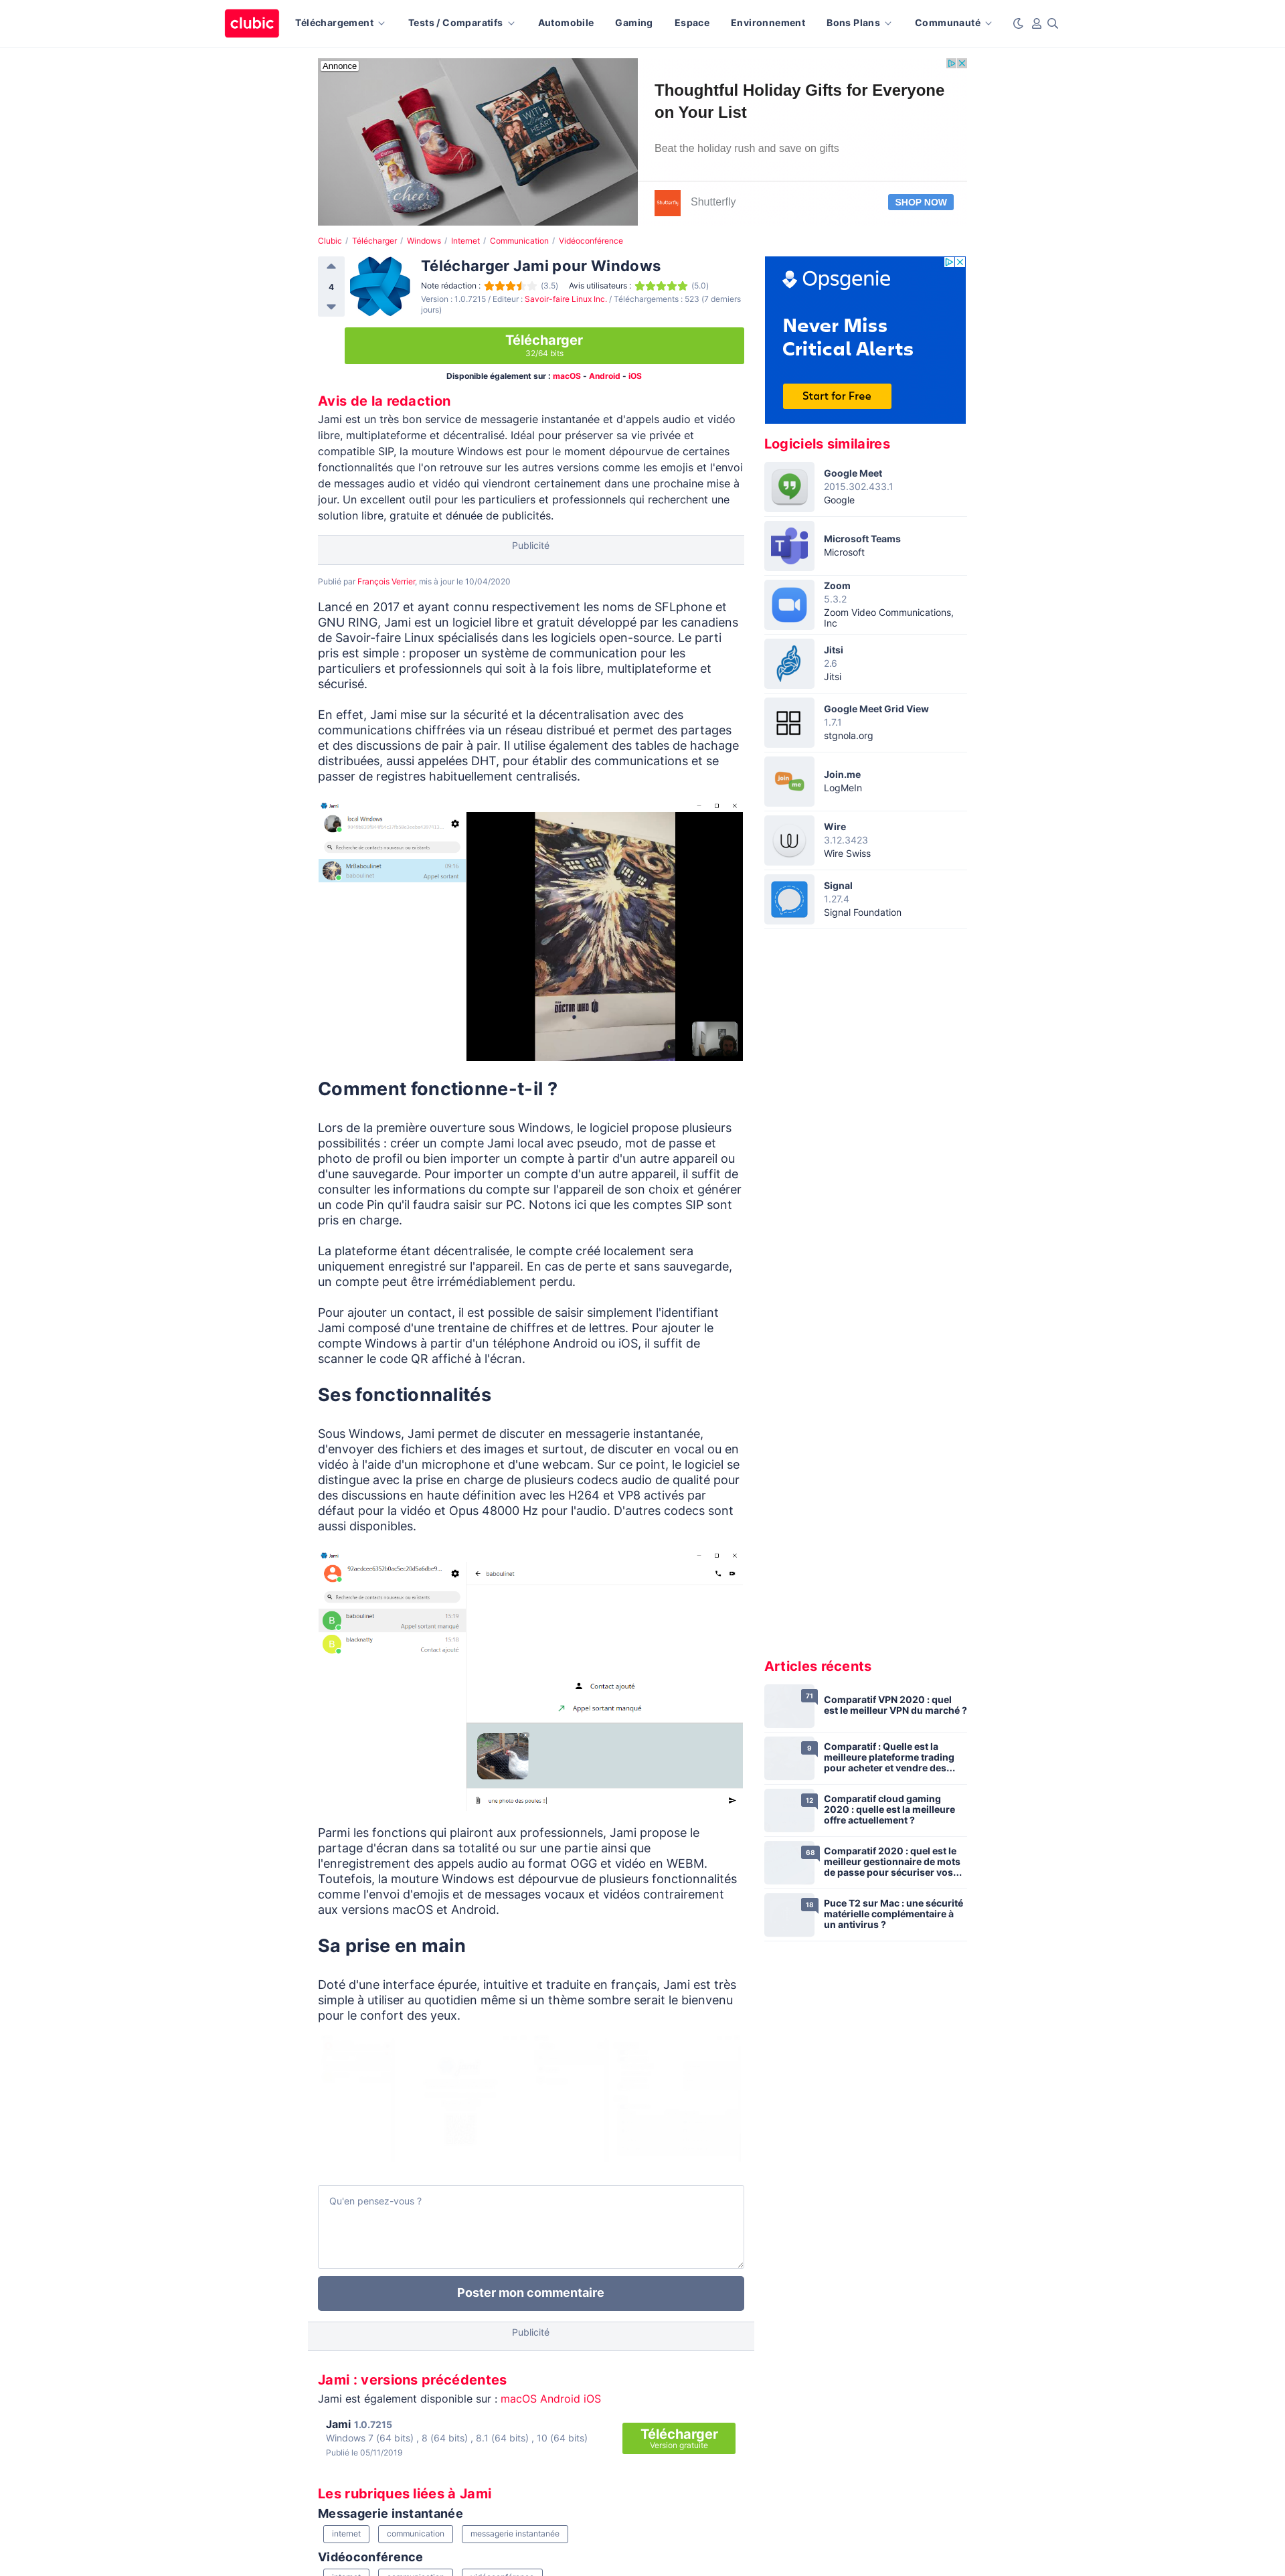 clubic
Téléchargement
Tests / Comparatifs
Automobile
Gaming
Espace
Environnement
Bons Plans
Communauté
Annonce
WITH
HEART
cheer
Thoughtful Holiday Gifts for Everyone
on Your List
Beat the holiday rush and save on gifts
Shutterfly
Shutterfly
SHOP NOW
Clubic / Télécharger / Windows / Internet / Communication / Vidéoconférence
4
Télécharger Jami pour Windows
Note rédaction : (3.5) Avis utilisateurs : (5.0)
Version : 1.0.7215 / Editeur : Savoir-faire Linux Inc. / Téléchargements : 523 (7 derniers
jours)
Télécharger
32/64 bits
Disponible également sur : macOS - Android - iOS
Avis de la redaction
Jami est un très bon service de messagerie instantanée et d'appels audio et vidéo
libre, multiplateforme et décentralisé. Idéal pour préserver sa vie privée et
compatible SIP, la mouture Windows est pour le moment dépourvue de certaines
fonctionnalités que l'on retrouve sur les autres versions comme les emojis et l'envoi
de messages audio et vidéo qui viendront certainement dans une prochaine mise à
jour. Un excellent outil pour les particuliers et professionnels qui recherchent une
solution libre, gratuite et dénuée de publicités.
Publicité
Publié par François Verrier, mis à jour le 10/04/2020
Lancé en 2017 et ayant connu respectivement les noms de SFLphone et
GNU RING, Jami est un logiciel libre et gratuit développé par les canadiens
de Savoir-faire Linux spécialisés dans les logiciels open-source. Le parti
pris est simple : proposer un système de communication pour les
particuliers et professionnels qui soit à la fois libre, multiplateforme et
sécurisé.
En effet, Jami mise sur la sécurité et la décentralisation avec des
communications chiffrées via un réseau distribué et permet des partages
et des discussions de pair à pair. Il utilise également des tables de hachage
distribuées, aussi appelées DHT, pour établir des communications et se
passer de registres habituellement centralisés.
Jami
local Windows
Recherche de contacts nouveaux ou existants
Mrllaboulinet 09:16
baboulinet Appel sortant
DOCTOR WHO
Comment fonctionne-t-il ?
Lors de la première ouverture sous Windows, le logiciel propose plusieurs
possibilités : créer un compte Jami local avec pseudo, mot de passe et
photo de profil ou bien importer un compte à partir d'un autre appareil ou
d'une sauvegarde. Pour importer un compte d'un autre appareil, il suffit de
consulter les informations du compte sur l'appareil de son choix et générer
un code Pin qu'il faudra saisir sur PC. Notons ici que les comptes SIP sont
pris en charge.
La plateforme étant décentralisée, le compte créé localement sera
uniquement enregistré sur l'appareil. En cas de perte et sans sauvegarde,
un compte peut être irrémédiablement perdu.
Pour ajouter un contact, il est possible de saisir simplement l'identifiant
Jami composé d'une trentaine de chiffres et de lettres. Pour ajouter le
compte Windows à partir d'un téléphone Android ou iOS, il suffit de
scanner le code QR affiché à l'écran.
Ses fonctionnalités
Sous Windows, Jami permet de discuter en messagerie instantanée,
d'envoyer des fichiers et des images et surtout, de discuter en vocal ou en
vidéo à l'aide d'un microphone et d'une webcam. Sur ce point, le logiciel se
distingue avec la prise en charge de plusieurs codecs audio de qualité pour
des discussions en haute définition avec les H264 et VP8 activés par
défaut pour la vidéo et Opus 48000 Hz pour l'audio. D'autres codecs sont
aussi disponibles.
Jami
92aedcee6352b0ac5ec20d5a6dbe9...
Recherche de contacts nouveaux ou existants
B baboulinet 15:19
Appel sortant manqué
B blacknally 15:18
Contact ajouté
baboulinet
Contact ajouté
Appel sortant manqué
une photo des poules !
Parmi les fonctions qui plairont aux professionnels, Jami propose le
partage d'écran dans sa totalité ou sur une partie ainsi que
l'enregistrement des appels audio au format OGG et vidéo en WEBM.
Toutefois, la mouture Windows est dépourvue de plusieurs fonctionnalités
comme l'envoi d'emojis et de messages vocaux et vidéos contrairement
aux versions macOS et Android.
Sa prise en main
Doté d'une interface épurée, intuitive et traduite en français, Jami est très
simple à utiliser au quotidien même si un thème sombre serait le bienvenu
pour le confort des yeux.
Qu'en pensez-vous ?
Poster mon commentaire
Publicité
Jami : versions précédentes
Jami est également disponible sur : macOS Android iOS
Jami 1.0.7215
Windows 7 (64 bits) , 8 (64 bits) , 8.1 (64 bits) , 10 (64 bits)
Publié le 05/11/2019
Télécharger
Version gratuite
Les rubriques liées à Jami
Messagerie instantanée
internet
communication
messagerie instantanée
Vidéoconférence
Opsgenie
Never Miss
Critical Alerts
Start for Free
Logiciels similaires
Google Meet
2015.302.433.1
Google
Microsoft Teams
Microsoft
Zoom
5.3.2
Zoom Video Communications,
Inc
Jitsi
2.6
Jitsi
Google Meet Grid View
1.7.1
stgnola.org
join me
Join.me
LogMeIn
Wire
3.12.3423
Wire Swiss
Signal
1.27.4
Signal Foundation
Articles récents
71
Comparatif VPN 2020 : quel
est le meilleur VPN du marché ?
9
Comparatif : Quelle est la
meilleure plateforme trading
pour acheter et vendre des...
12
Comparatif cloud gaming
2020 : quelle est la meilleure
offre actuellement ?
68
Comparatif 2020 : quel est le
meilleur gestionnaire de mots
de passe pour sécuriser vos...
18
Puce T2 sur Mac : une sécurité
matérielle complémentaire à
un antivirus ?